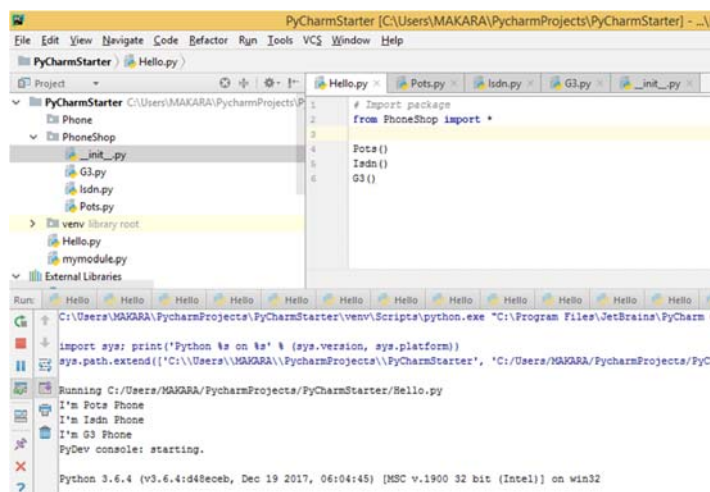 PyCharmStarter [C:\Users\MAKARA\PycharmProjects\PyCharmStarter] - ...\
File Edit View Navigate Code Refactor Run Tools VCS Window Help
PyCharmStarter Hello.py
Project
Hello.py Pots.py Isdn.py G3.py __init__.py
PyCharmStarter C:\Users\MAKARA\PycharmProjects\P
Phone
PhoneShop
__init__.py
G3.py
Isdn.py
Pots.py
venv library root
Hello.py
mymodule.py
External Libraries
1 # Import package
2 from PhoneShop import *
3
4 Pots()
5 Isdn()
6 G3()
Run: Hello Hello Hello Hello Hello Hello Hello Hello Hello Hello Hello Hello
C:\Users\MAKARA\PycharmProjects\PyCharmStarter\venv\Scripts\python.exe "C:\Program Files\JetBrains\PyCharm
import sys; print('Python %s on %s' % (sys.version, sys.platform))
sys.path.extend(['C:\\Users\\MAKARA\\PycharmProjects\\PyCharmStarter', 'C:/Users/MAKARA/PycharmProjects/PyC
Running C:/Users/MAKARA/PycharmProjects/PyCharmStarter/Hello.py
I'm Pots Phone
I'm Isdn Phone
I'm G3 Phone
PyDev console: starting.
Python 3.6.4 (v3.6.4:d48eceb, Dec 19 2017, 06:04:45) [MSC v.1900 32 bit (Intel)] on win32